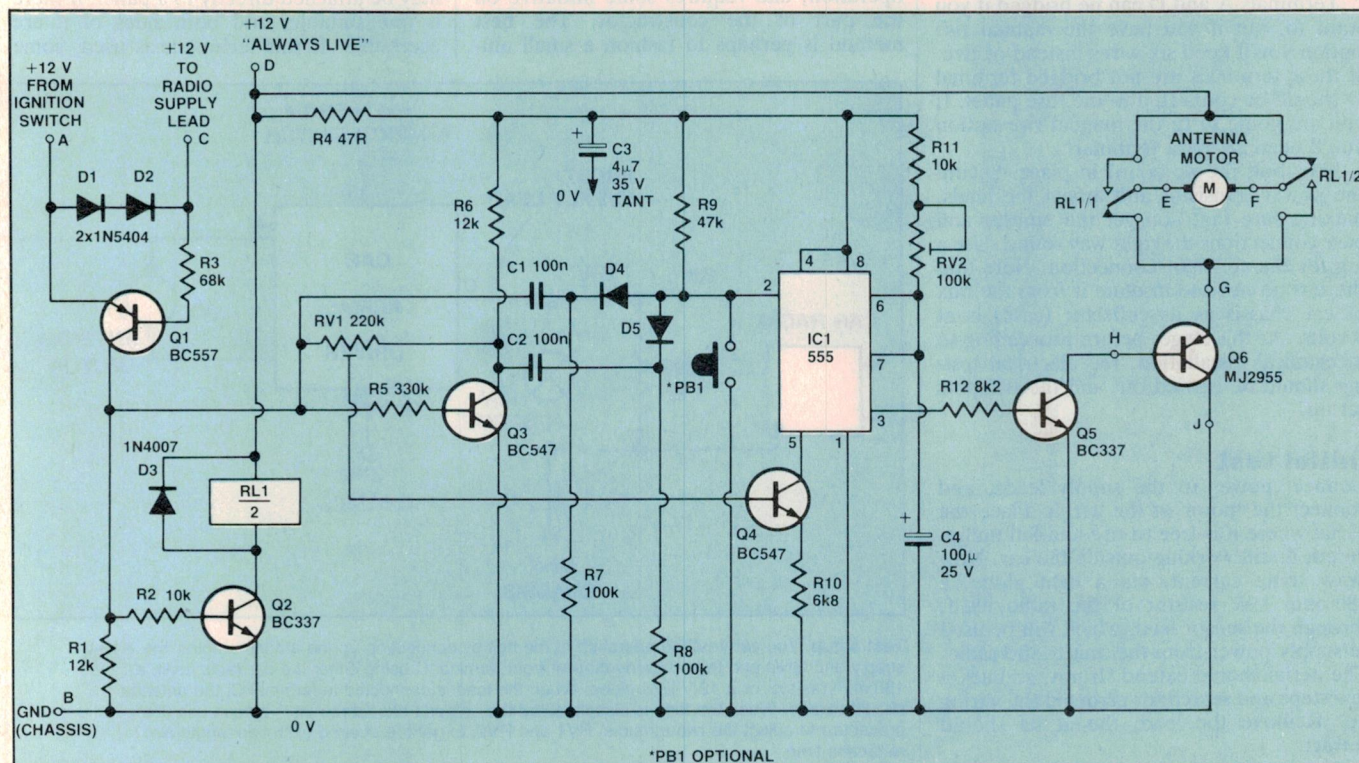 +12 V
FROM
IGNITION
SWITCH
A
+12 V
TO
RADIO
SUPPLY
LEAD
C
+12 V
"ALWAYS LIVE"
D
D1
D2
2x1N5404
R3
68k
Q1
BC557
R4 47R
R6
12k
+
C3
4μ7
35 V
TANT
0 V
R9
47k
R11
10k
RV2
100k
ANTENNA
MOTOR
RL1/1
E
M
F
RL1/2
G
C1 100n
D4
C2 100n
D5
*PB1
RV1 220k
R5 330k
Q3
BC547
2
4
8
6
7
3
5
1
IC1
555
R12 8k2
Q5
BC337
H
Q6
MJ2955
J
1N4007
D3
RL1
2
R2 10k
Q2
BC337
R1
12k
R7
100k
R8
100k
Q4
BC547
R10
6k8
+
C4
100μ
25 V
B
GND
(CHASSIS)
0 V
*PB1 OPTIONAL